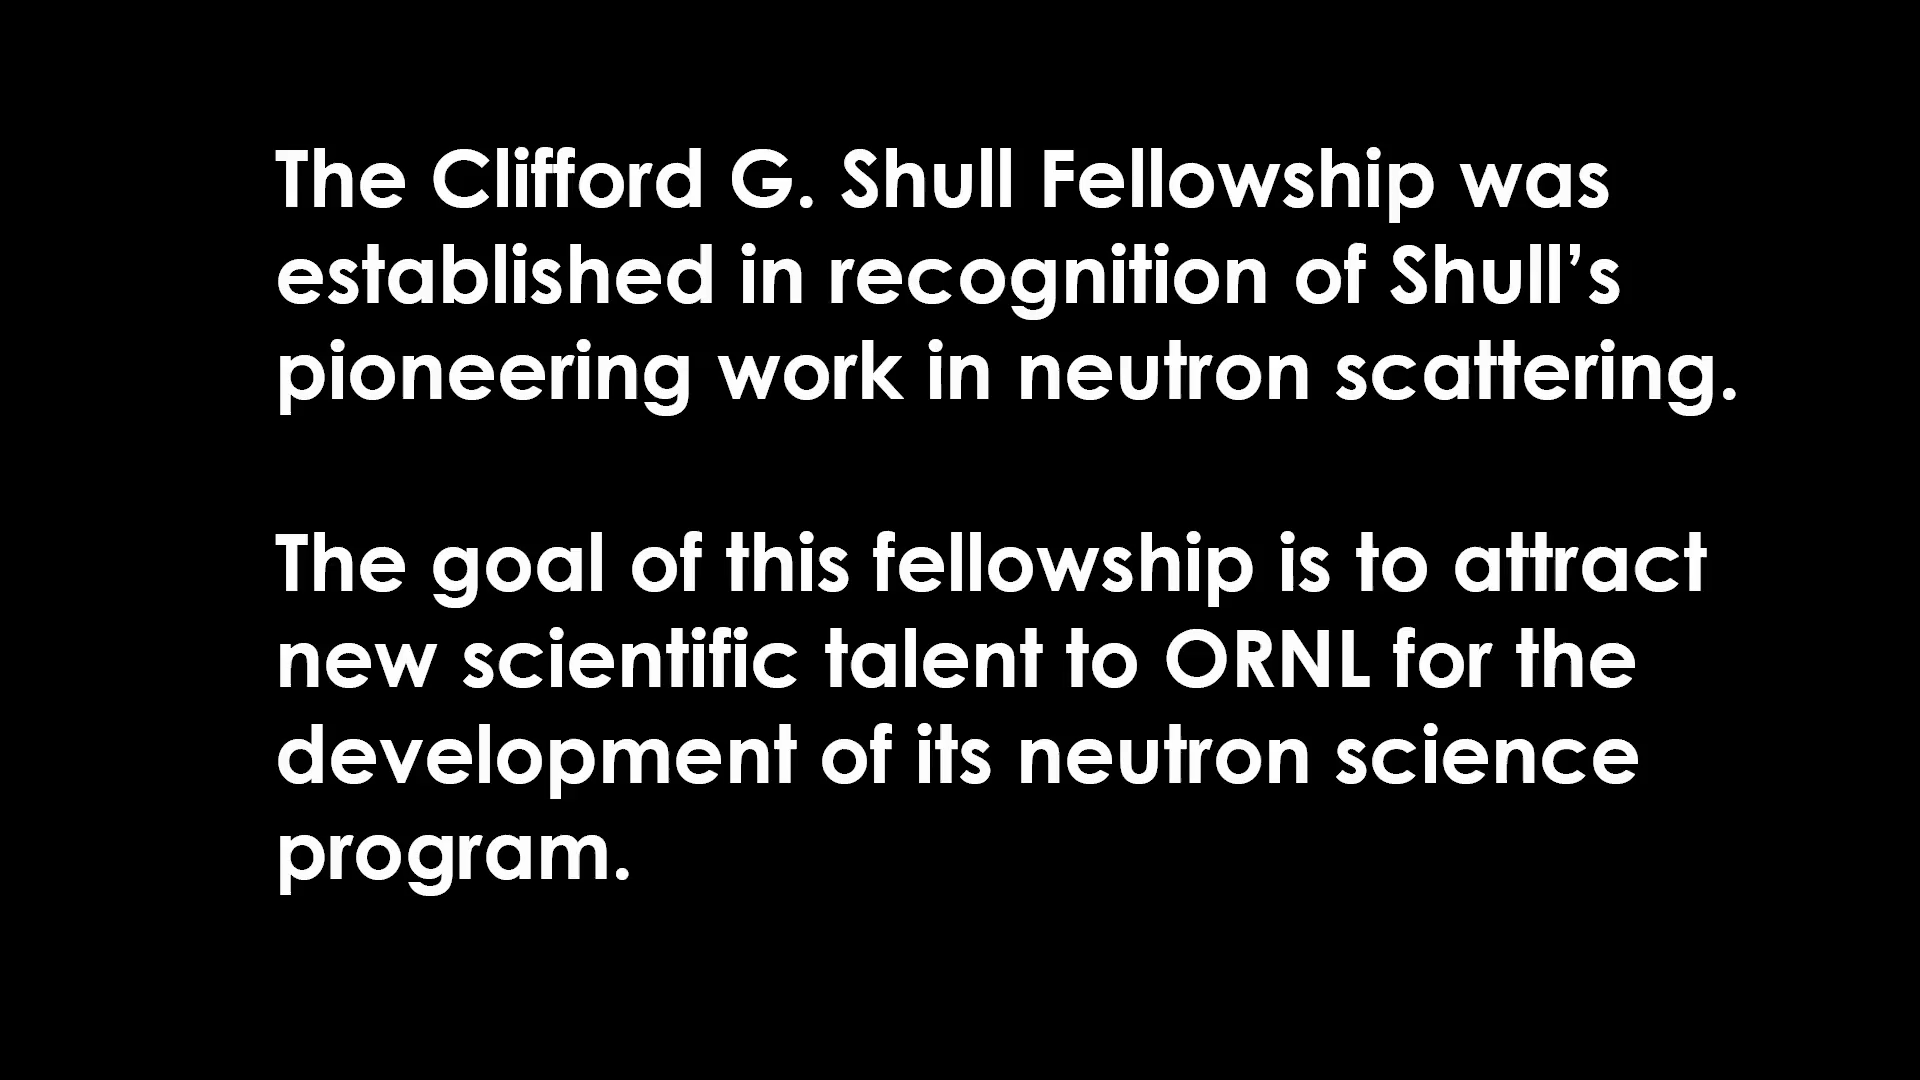 The Clifford G. Shull Fellowship was
established in recognition of Shull’s
pioneering work in neutron scattering.
The goal of this fellowship is to attract
new scientific talent to ORNL for the
development of its neutron science
program.